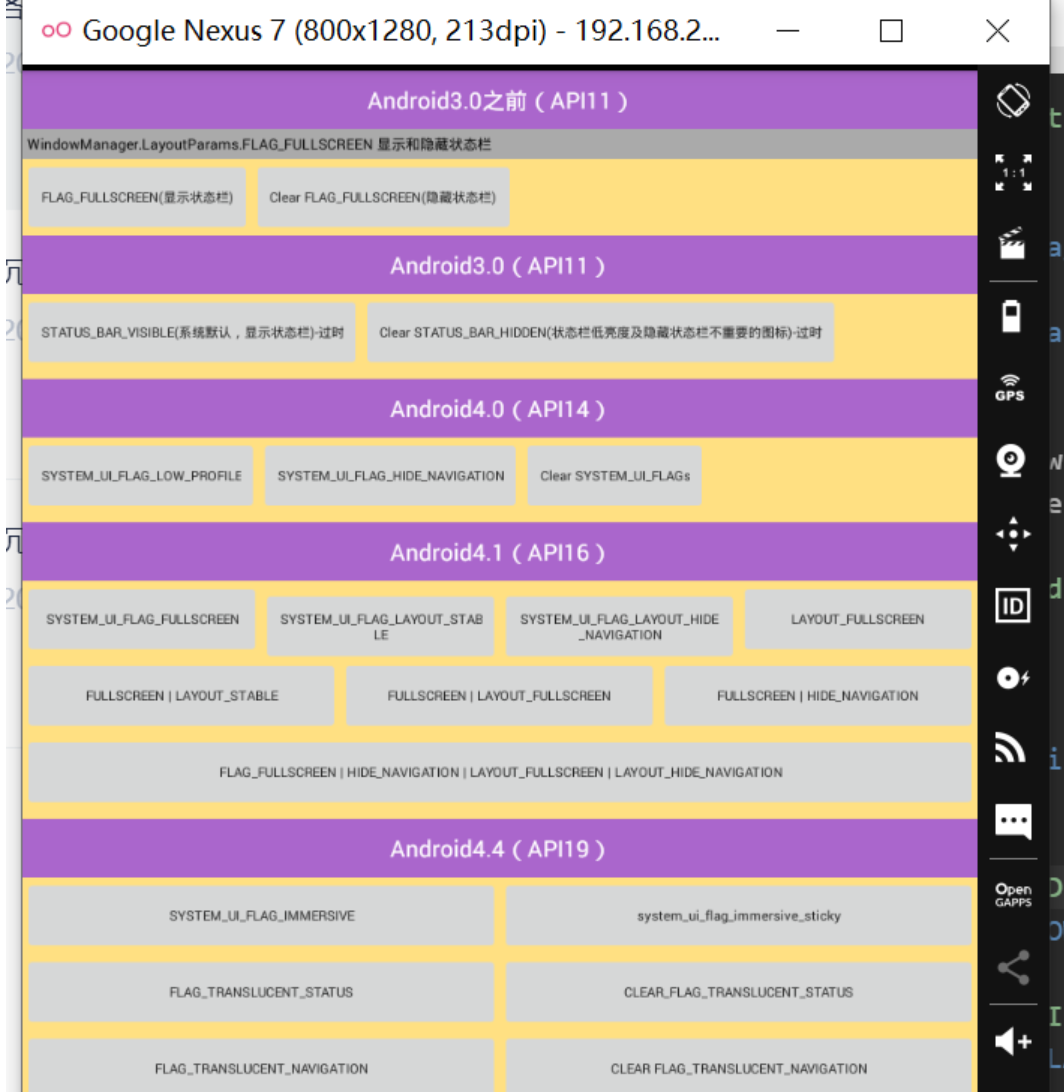 Google Nexus 7 (800x1280, 213dpi) - 192.168.2...
Android3.0之前（API11）
WindowManager.LayoutParams.FLAG_FULLSCREEN 显示和隐藏状态栏
FLAG_FULLSCREEN(显示状态栏)
Clear FLAG_FULLSCREEN(隐藏状态栏)
Android3.0（API11）
STATUS_BAR_VISIBLE(系统默认，显示状态栏)-过时
Clear STATUS_BAR_HIDDEN(状态栏低亮度及隐藏状态栏不重要的图标)-过时
Android4.0（API14）
SYSTEM_UI_FLAG_LOW_PROFILE
SYSTEM_UI_FLAG_HIDE_NAVIGATION
Clear SYSTEM_UI_FLAGs
Android4.1（API16）
SYSTEM_UI_FLAG_FULLSCREEN
SYSTEM_UI_FLAG_LAYOUT_STAB
LE
SYSTEM_UI_FLAG_LAYOUT_HIDE
_NAVIGATION
LAYOUT_FULLSCREEN
FULLSCREEN | LAYOUT_STABLE
FULLSCREEN | LAYOUT_FULLSCREEN
FULLSCREEN | HIDE_NAVIGATION
FLAG_FULLSCREEN | HIDE_NAVIGATION | LAYOUT_FULLSCREEN | LAYOUT_HIDE_NAVIGATION
Android4.4（API19）
SYSTEM_UI_FLAG_IMMERSIVE
system_ui_flag_immersive_sticky
FLAG_TRANSLUCENT_STATUS
CLEAR_FLAG_TRANSLUCENT_STATUS
FLAG_TRANSLUCENT_NAVIGATION
CLEAR FLAG_TRANSLUCENT_NAVIGATION
1:1
GPS
ID
Open
GAPPS